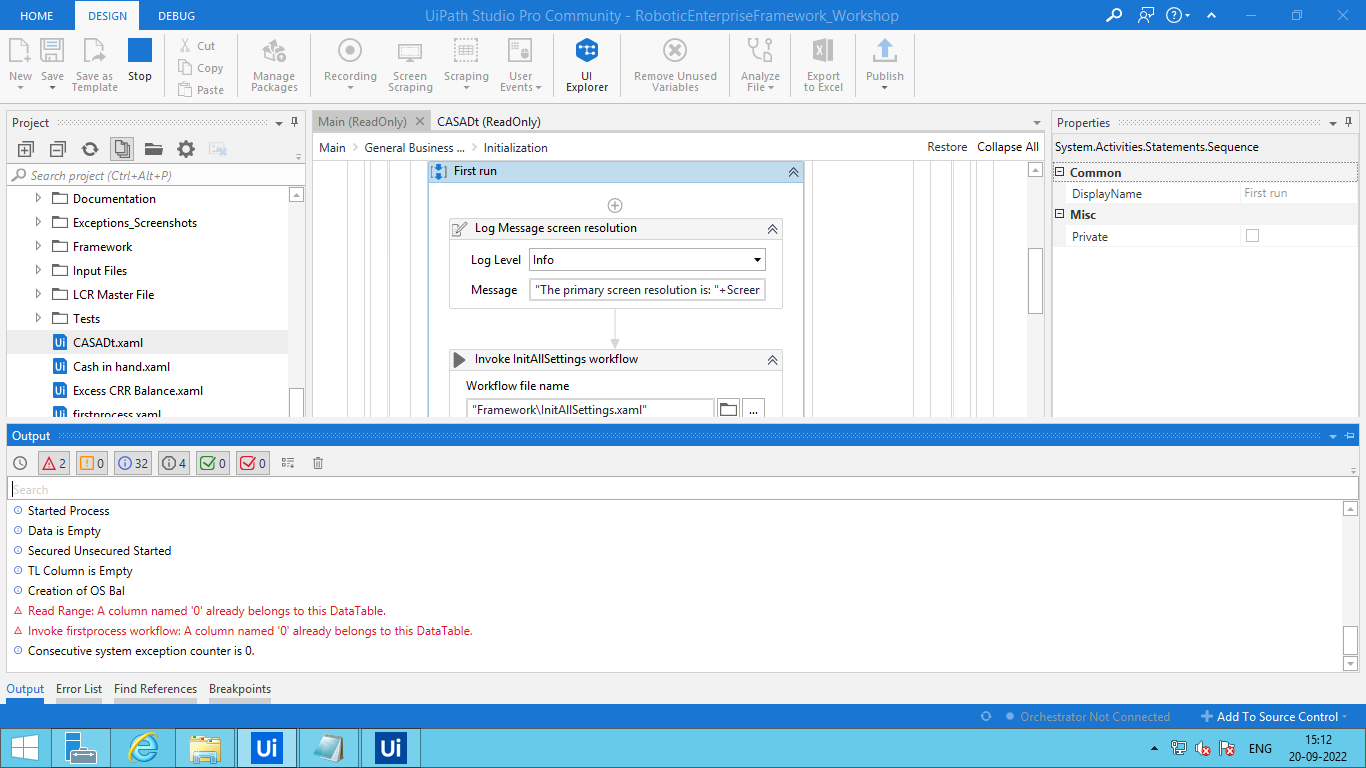 HOME DESIGN DEBUG UiPath Studio Pro Community - RoboticEnterpriseFramework_Workshop
New Save Save as Template Stop
Cut
Copy
Paste
Manage Packages
Recording Screen Scraping Scraping User Events
UI Explorer
Remove Unused Variables
Analyze File
Export to Excel
Publish
Project
Search project (Ctrl+Alt+P)
Documentation
Exceptions_Screenshots
Framework
Input Files
LCR Master File
Tests
CASADt.xaml
Cash in hand.xaml
Excess CRR Balance.xaml
firstprocess.xaml
Main (ReadOnly) CASADt (ReadOnly)
Main > General Business ... > Initialization Restore Collapse All
First run
Log Message screen resolution
Log Level Info
Message "The primary screen resolution is: "+Screer
Invoke InitAllSettings workflow
Workflow file name
"Framework\InitAllSettings.xaml" ...
Properties
System.Activities.Statements.Sequence
Common
DisplayName First run
Misc
Private
Output
2 0 32 4 0 0
Search
Started Process
Data is Empty
Secured Unsecured Started
TL Column is Empty
Creation of OS Bal
Read Range: A column named '0' already belongs to this DataTable.
Invoke firstprocess workflow: A column named '0' already belongs to this DataTable.
Consecutive system exception counter is 0.
Output Error List Find References Breakpoints
Orchestrator Not Connected Add To Source Control
Ui Ui
ENG
15:12
20-09-2022